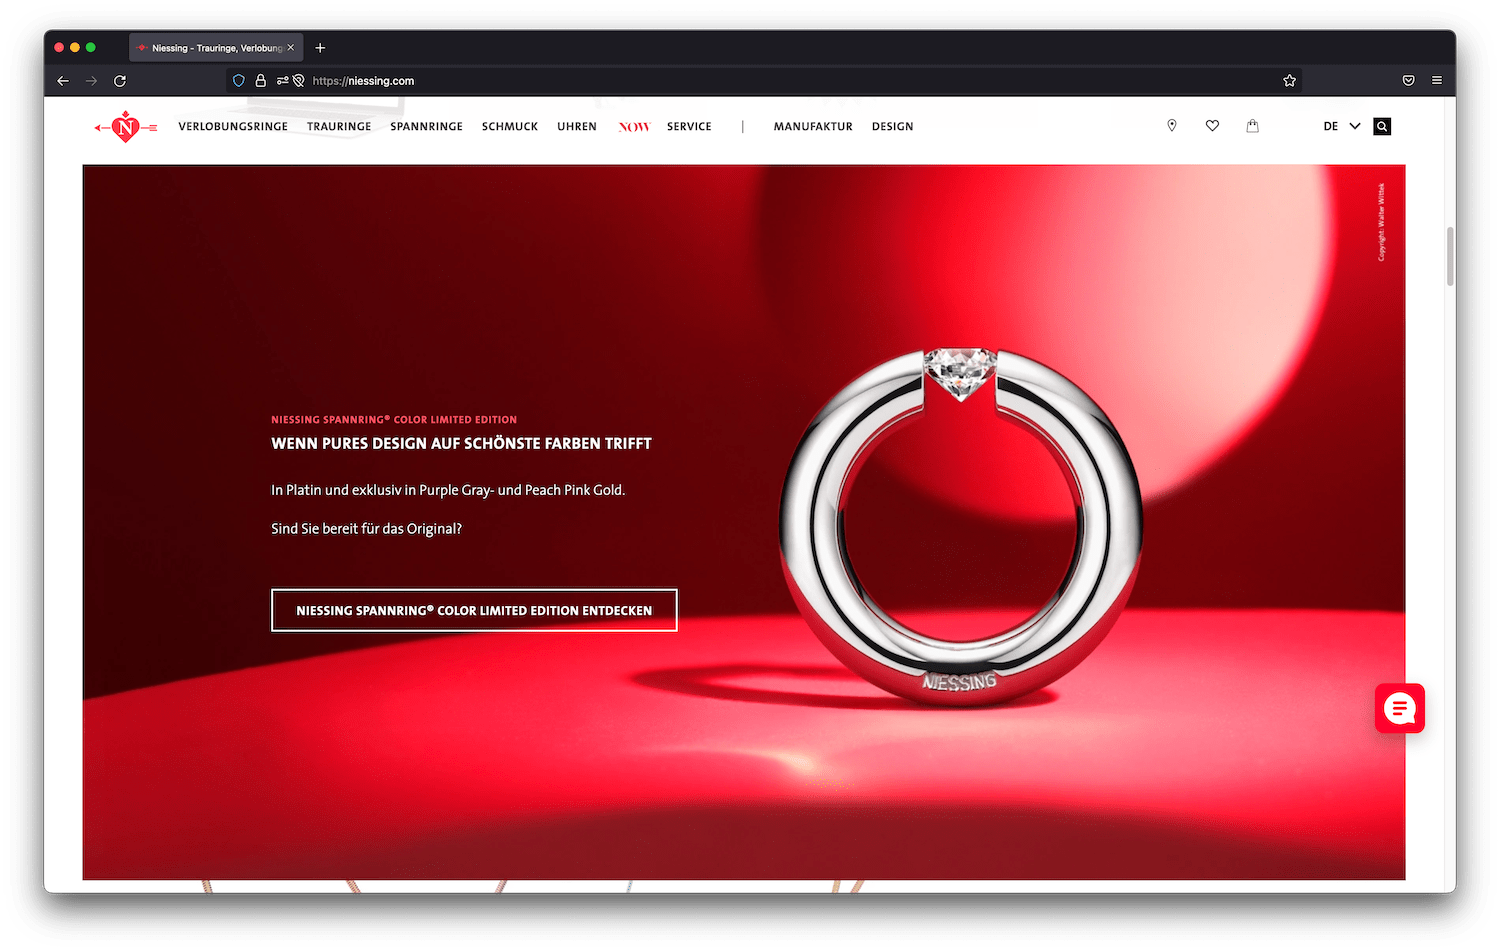 Niessing - Trauringe, Verlobung
https://niessing.com
N
VERLOBUNGSRINGE TRAURINGE SPANNRINGE SCHMUCK UHREN NOW SERVICE | MANUFAKTUR DESIGN DE
Copyright: Walter Wittek
NIESSING SPANNRING® COLOR LIMITED EDITION
WENN PURES DESIGN AUF SCHÖNSTE FARBEN TRIFFT
In Platin und exklusiv in Purple Gray- und Peach Pink Gold.
Sind Sie bereit für das Original?
NIESSING SPANNRING® COLOR LIMITED EDITION ENTDECKEN
NIESSING